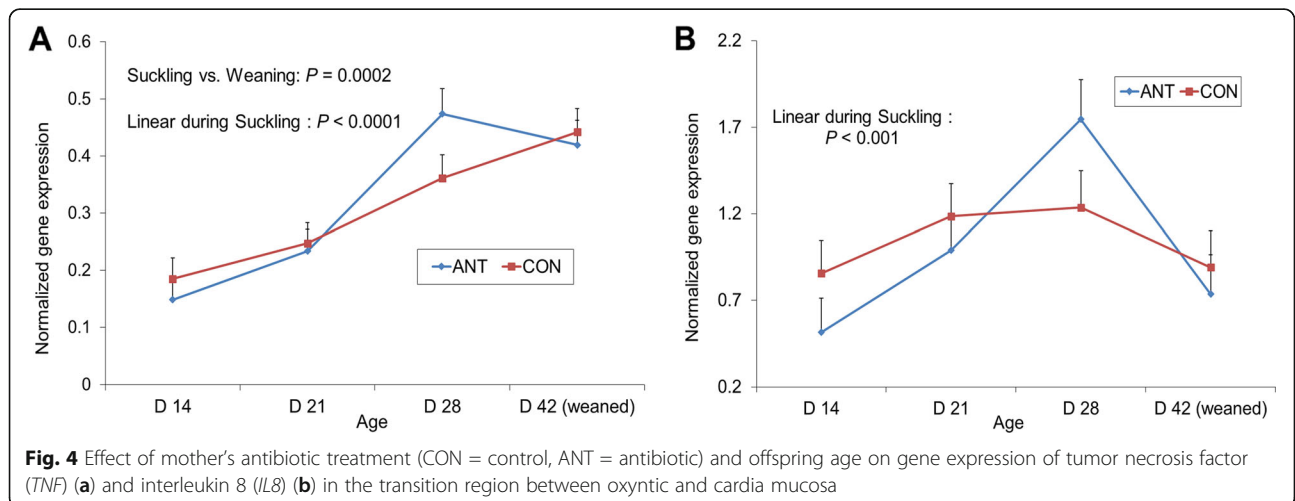 A
0.6
0.5
0.4
0.3
0.2
0.1
0
Normalized gene expression
Suckling vs. Weaning: P = 0.0002
Linear during Suckling : P < 0.0001
ANT CON
D 14 D 21 D 28 D 42 (weaned)
Age
B
2.2
1.7
1.2
0.7
0.2
Normalized gene expression
ANT CON
Linear during Suckling :
P < 0.001
D 14 D 21 D 28 D 42 (weaned)
Age
Fig. 4 Effect of mother's antibiotic treatment (CON = control, ANT = antibiotic) and offspring age on gene expression of tumor necrosis factor
(TNF) (a) and interleukin 8 (IL8) (b) in the transition region between oxyntic and cardia mucosa